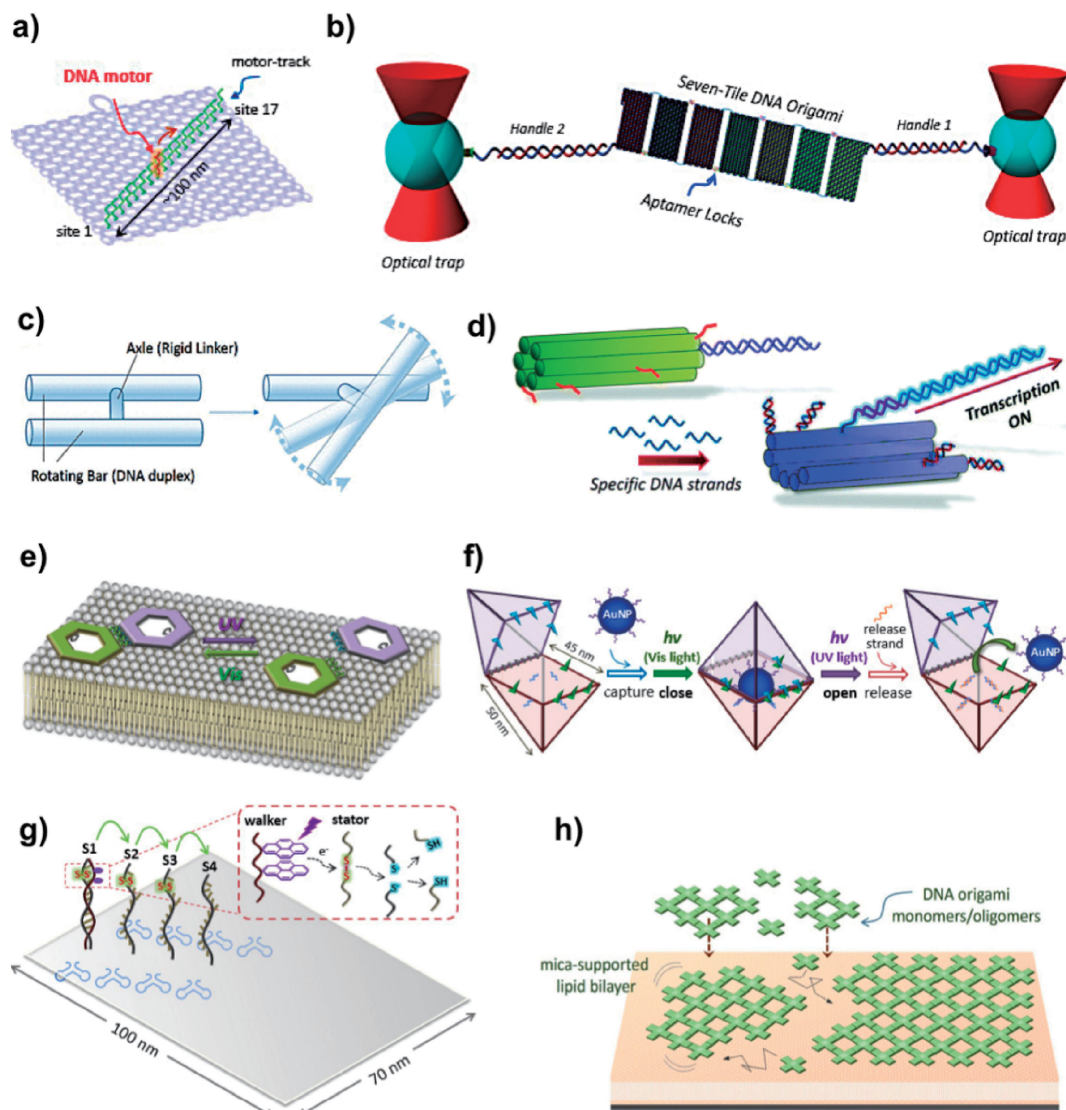 a)
DNA motor
motor-track
site 17
~100 nm
site 1
b)
Seven-Tile DNA Origami
Handle 2
Handle 1
Aptamer Locks
Optical trap
Optical trap
c)
Axle (Rigid Linker)
Rotating Bar (DNA duplex)
d)
Transcription
ON
Specific DNA strands
e)
UV
Vis
f)
AuNP
45 nm
50 nm
capture
hv
(Vis light)
close
hv
(UV light)
open
release
strand
release
AuNP
AuNP
g)
S1
S2
S3
S4
S-S
S-S
S-S
walker
stator
e-
S-S
S
S
SH
SH
100 nm
70 nm
h)
DNA origami
monomers/oligomers
mica-supported
lipid bilayer